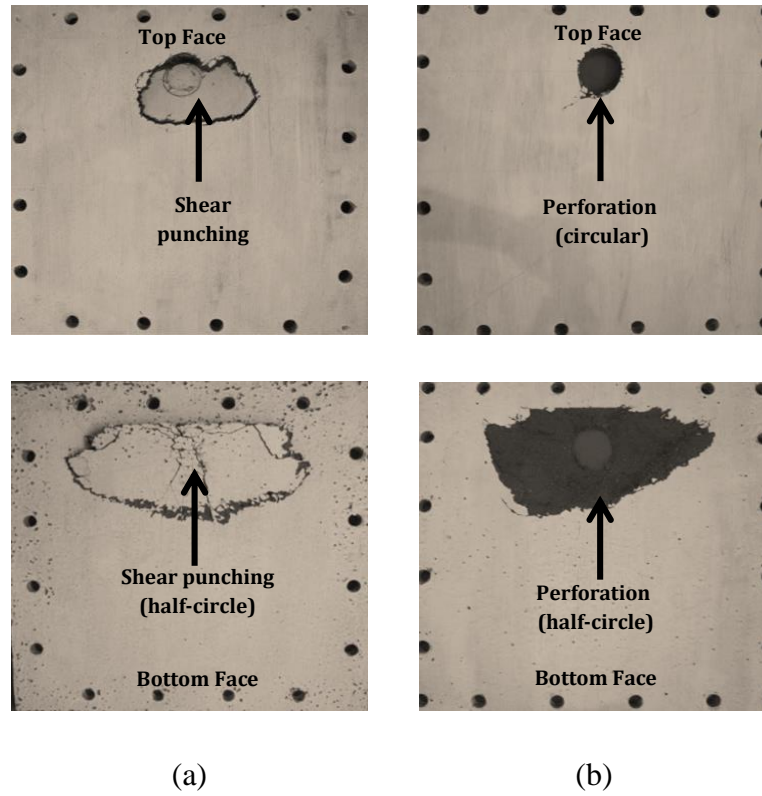 Top Face
Shear
punching
Top Face
Perforation
(circular)
Shear punching
(half-circle)
Bottom Face
Perforation
(half-circle)
Bottom Face
(a)
(b)